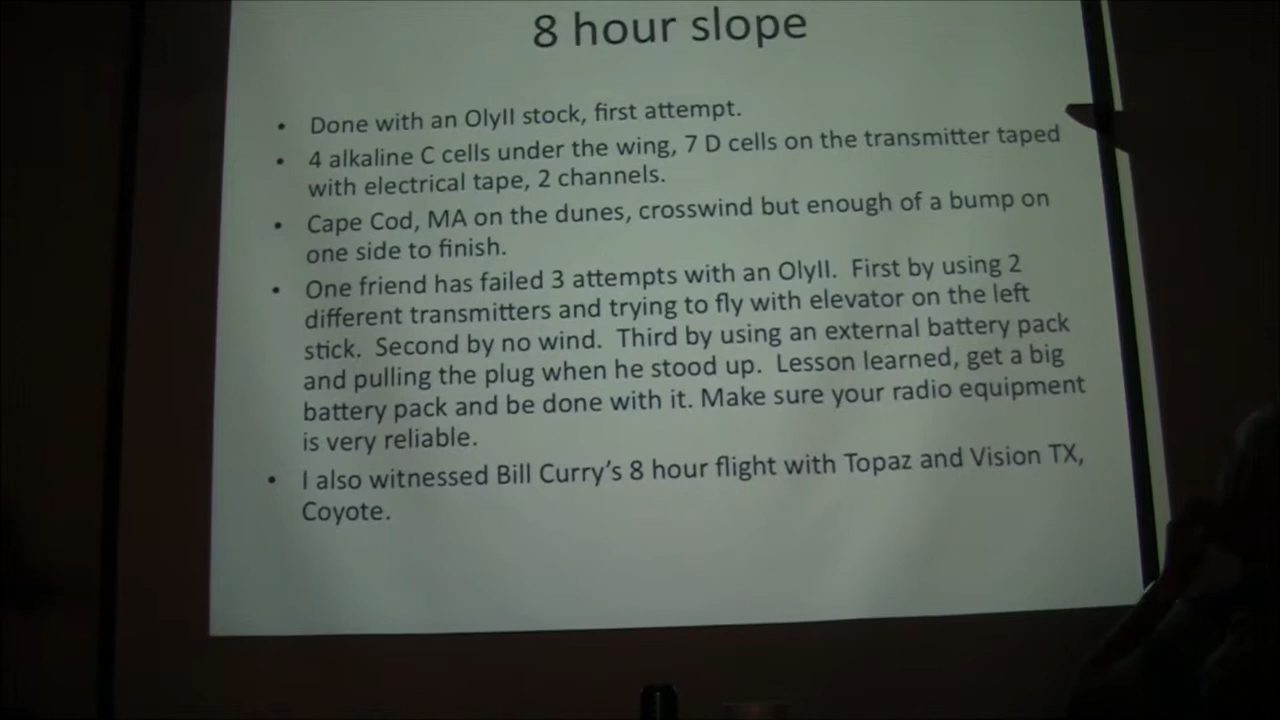 8 hour slope
• Done with an OlyII stock, first attempt.
• 4 alkaline C cells under the wing, 7 D cells on the transmitter taped
with electrical tape, 2 channels.
• Cape Cod, MA on the dunes, crosswind but enough of a bump on
one side to finish.
• One friend has failed 3 attempts with an OlyII.  First by using 2
different transmitters and trying to fly with elevator on the left
stick.  Second by no wind.  Third by using an external battery pack
and pulling the plug when he stood up.  Lesson learned, get a big
battery pack and be done with it. Make sure your radio equipment
is very reliable.
• I also witnessed Bill Curry’s 8 hour flight with Topaz and Vision TX,
Coyote.